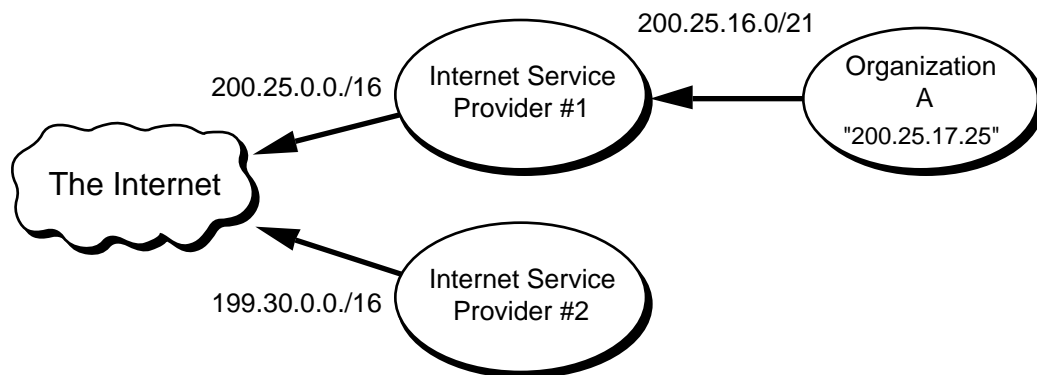 200.25.16.0/21
Internet Service
Provider #1
Organization
A
"200.25.17.25"
200.25.0.0./16
The Internet
Internet Service
Provider #2
199.30.0.0./16